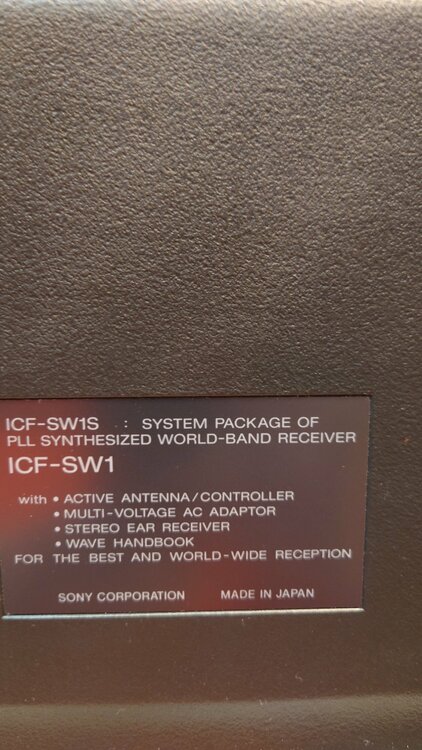 ICF-SW1S : SYSTEM PACKAGE OF
PLL SYNTHESIZED WORLD-BAND RECEIVER
ICF-SW1
with • ACTIVE ANTENNA/CONTROLLER
• MULTI-VOLTAGE AC ADAPTOR
• STEREO EAR RECEIVER
• WAVE HANDBOOK
FOR THE BEST AND WORLD-WIDE RECEPTION
SONY CORPORATION MADE IN JAPAN